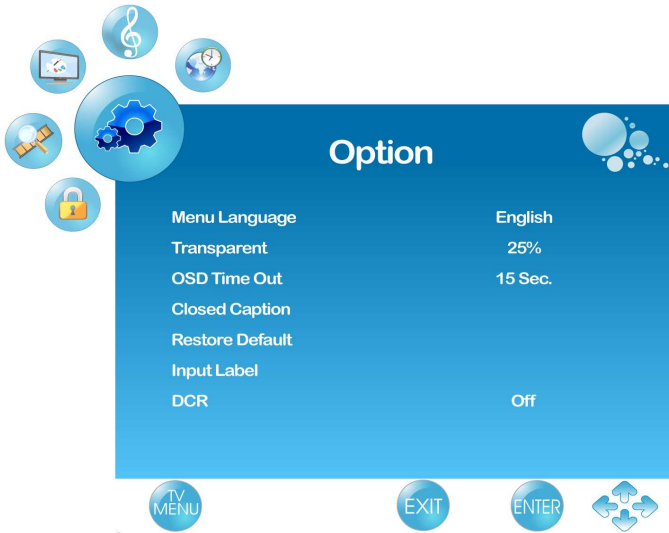 Option
Menu Language English
Transparent 25%
OSD Time Out 15 Sec.
Closed Caption
Restore Default
Input Label
DCR Off
TV
MENU EXIT ENTER